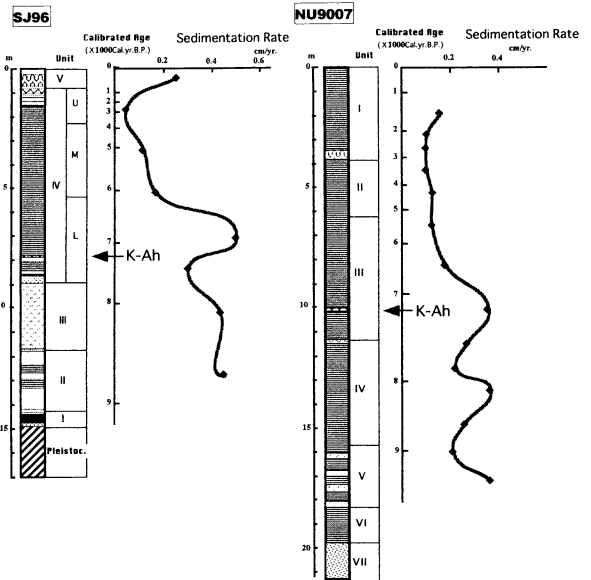 SJ96
Calibrated Age
(X1000Cal.yr.B.P.)
Sedimentation Rate
cm/yr.
m
Unit
0 0.2 0.4 0.6
0
5
0
15
V
U
M
IV
L
III
II
I
Pleistoc.
1
2
3
5
6
7
8
9
K-Ah
NU9007
Calibrated Age
(X1000Cal.yr.B.P.)
Sedimentation Rate
cm/yr.
m
Unit
0 0.2 0.4
0
5
10
15
20
I
II
III
IV
V
VI
VII
1
2
3
4
5
6
7
8
9
K-Ah